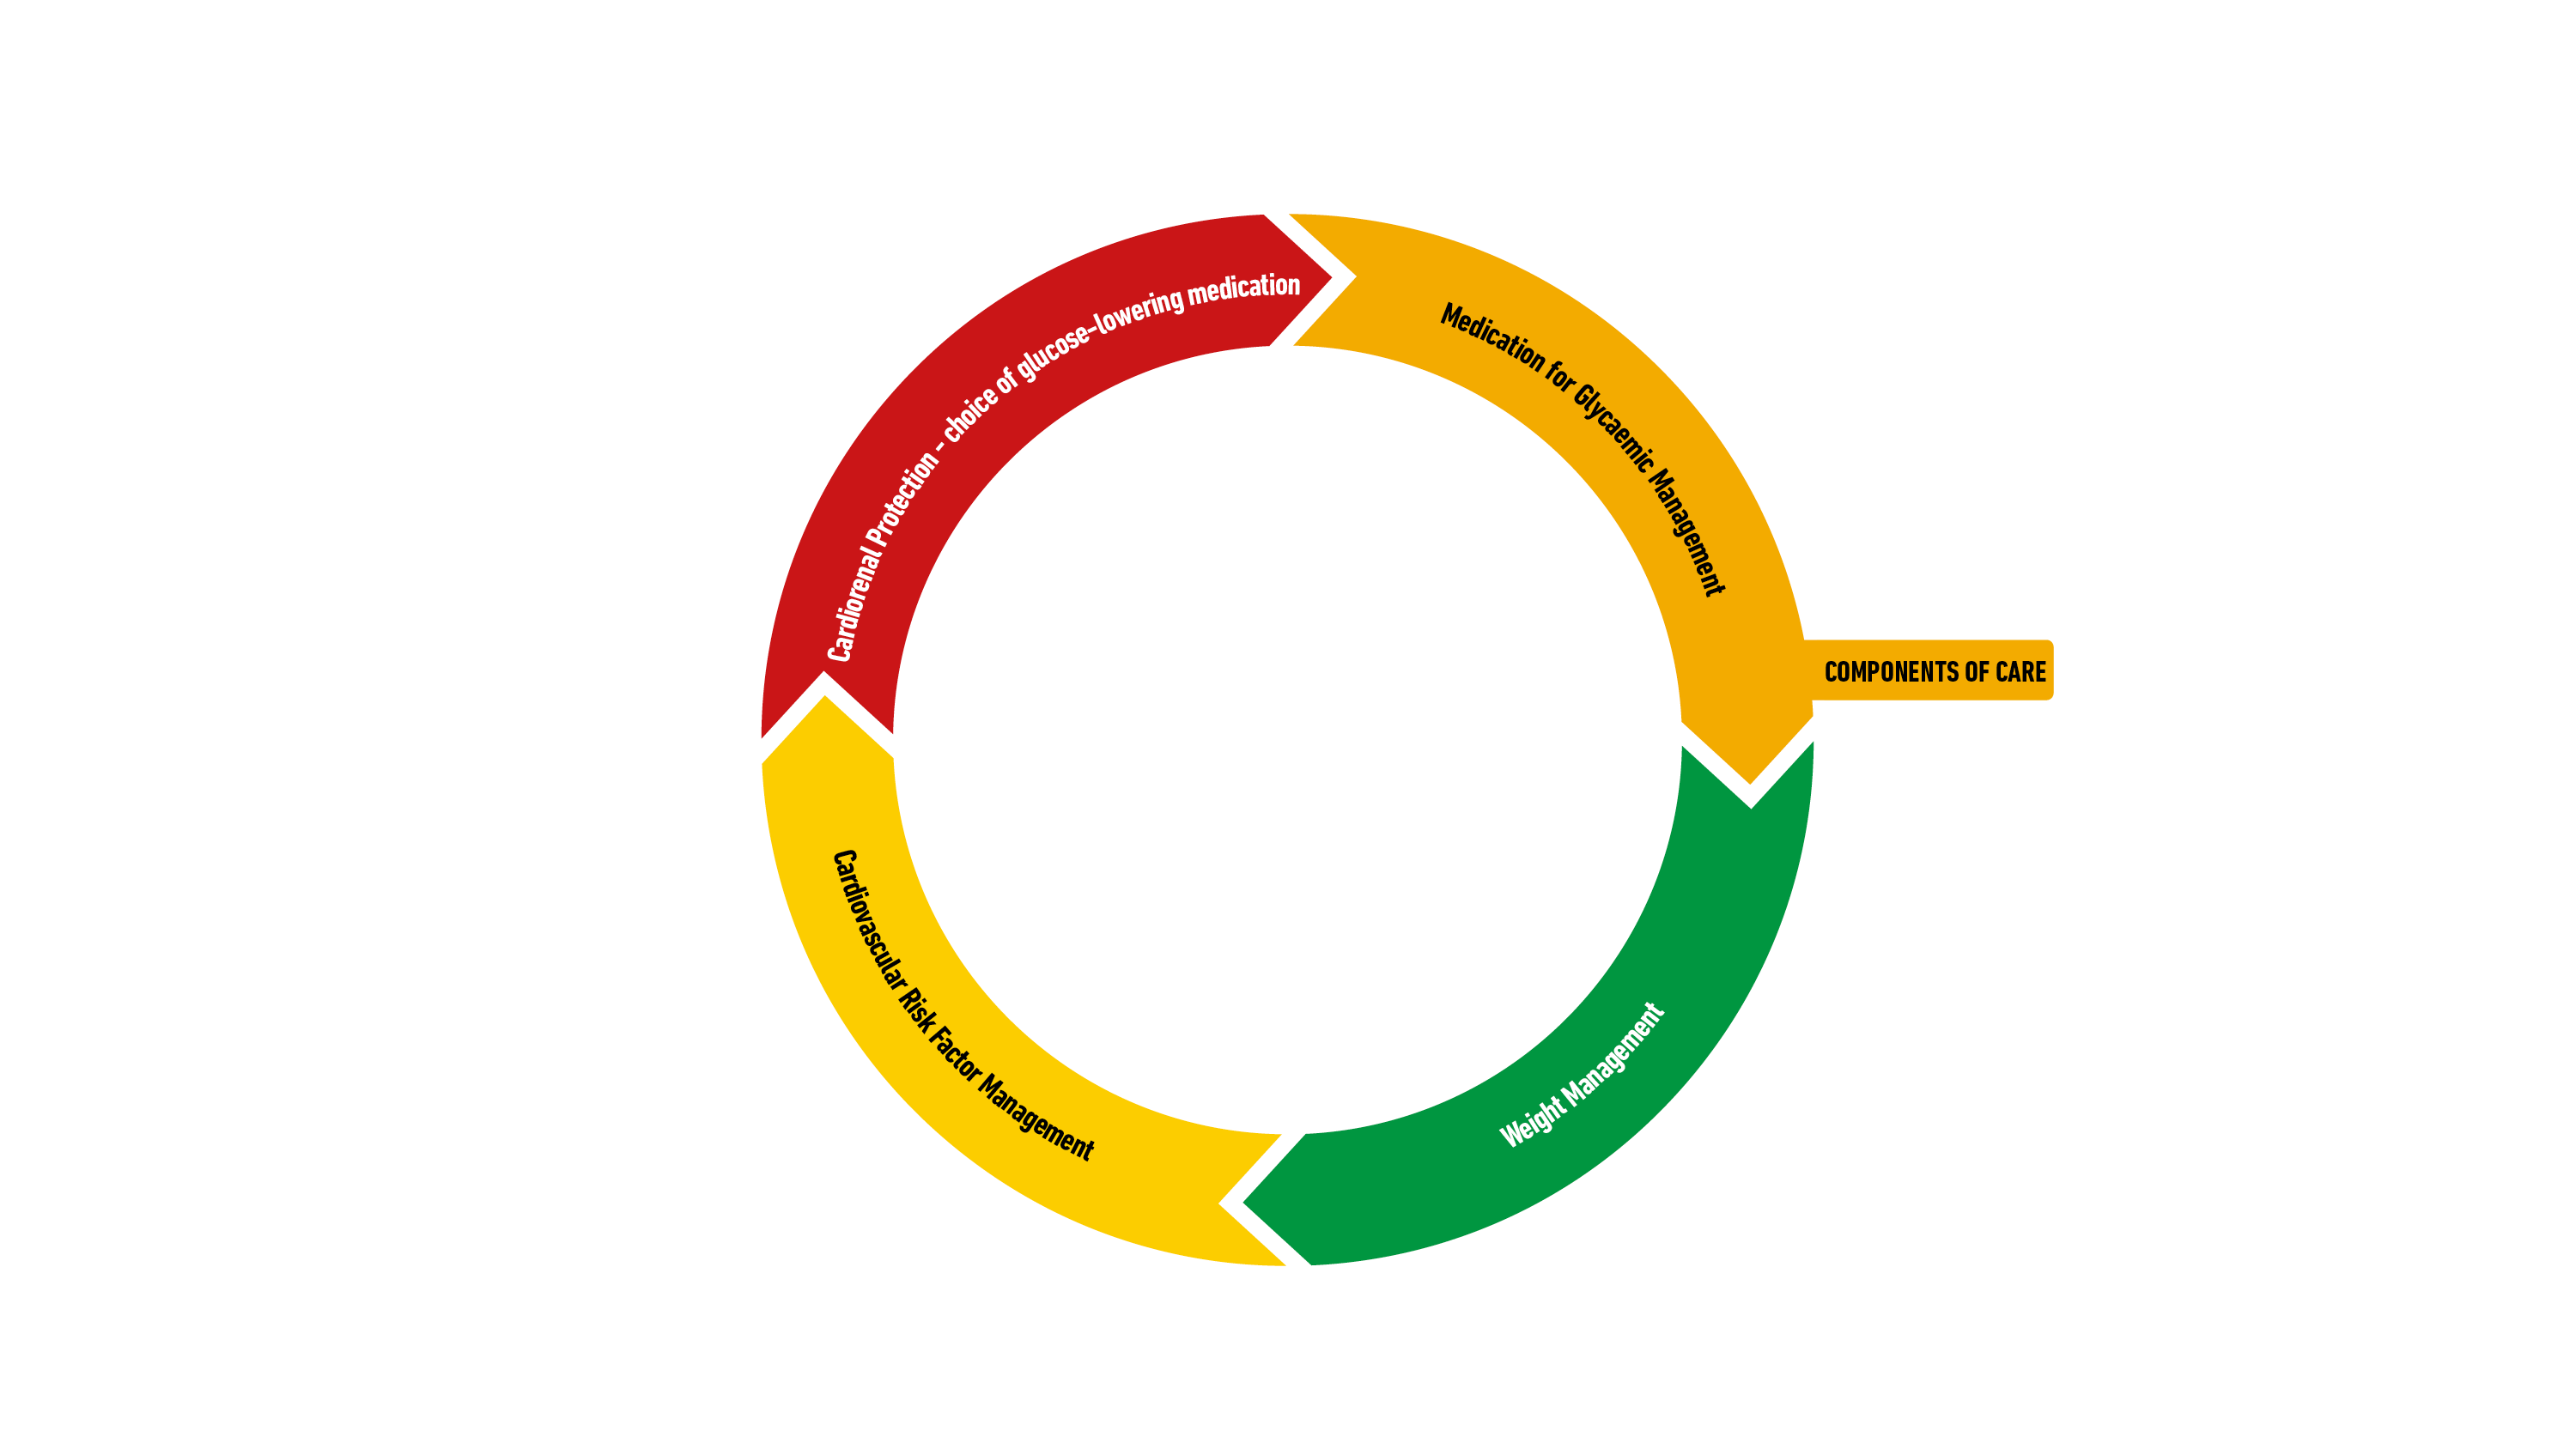 Cardiorenal Protection - choice of glucose-lowering medication
Medication for Glycaemic Management
COMPONENTS OF CARE
Weight Management
Cardiovascular Risk Factor Management